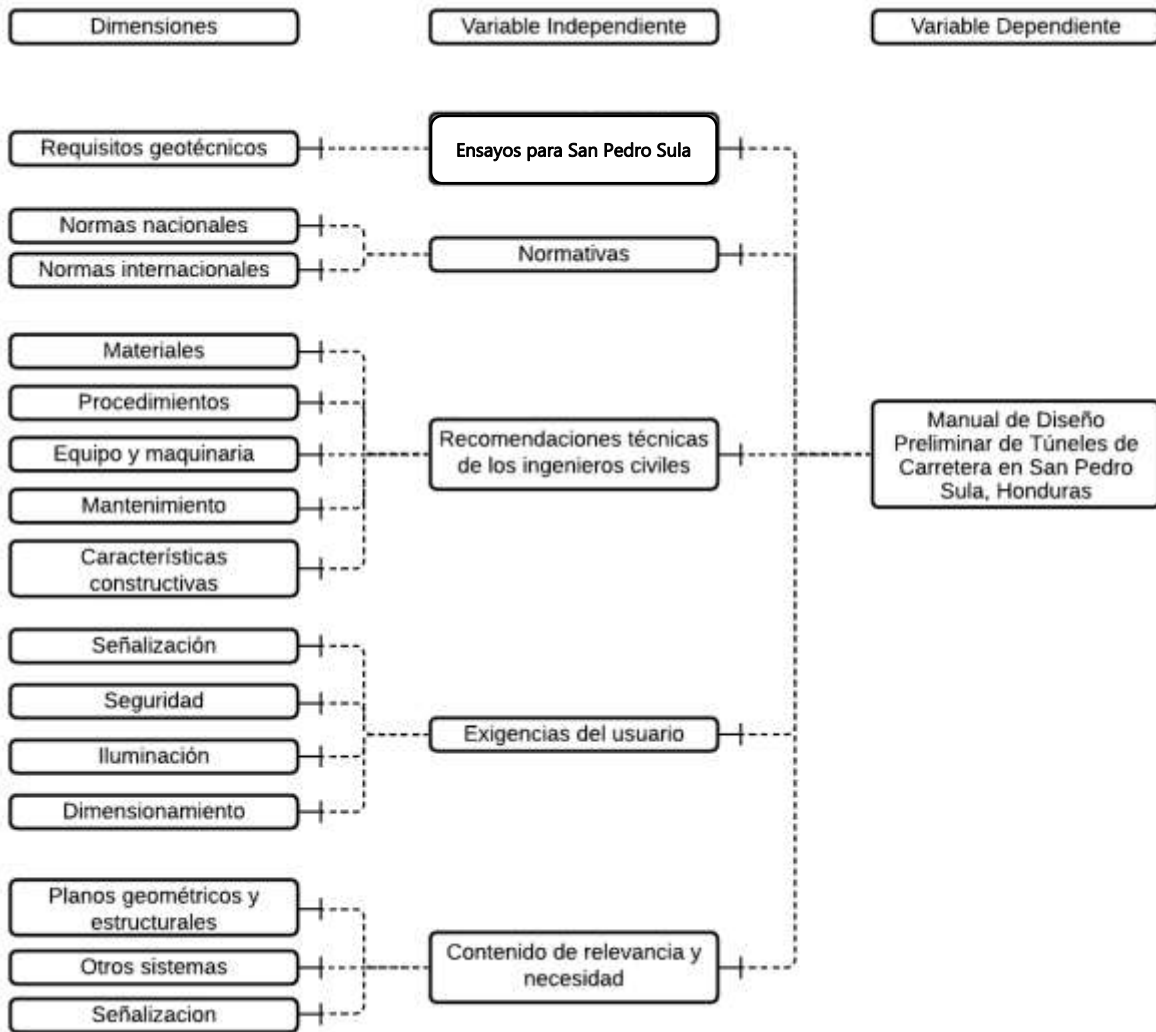 Dimensiones
Variable Independiente
Variable Dependiente
Requisitos geotécnicos
Ensayos para San Pedro Sula
Normas nacionales
Normas internacionales
Normativas
Materiales
Procedimientos
Equipo y maquinaria
Mantenimiento
Características
constructivas
Recomendaciones técnicas
de los ingenieros civiles
Manual de Diseño
Preliminar de Túneles de
Carretera en San Pedro
Sula, Honduras
Señalización
Seguridad
Iluminación
Dimensionamiento
Exigencias del usuario
Planos geométricos y
estructurales
Otros sistemas
Señalizacion
Contenido de relevancia y
necesidad